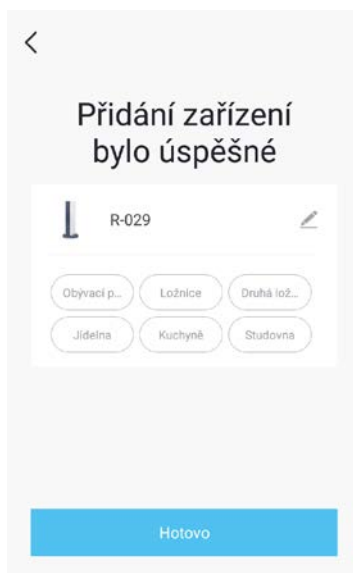 Přidání zařízení
bylo úspěšné
R-029
Obývací p...
Ložnice
Druhá lož...
Jídelna
Kuchyně
Studovna
Hotovo